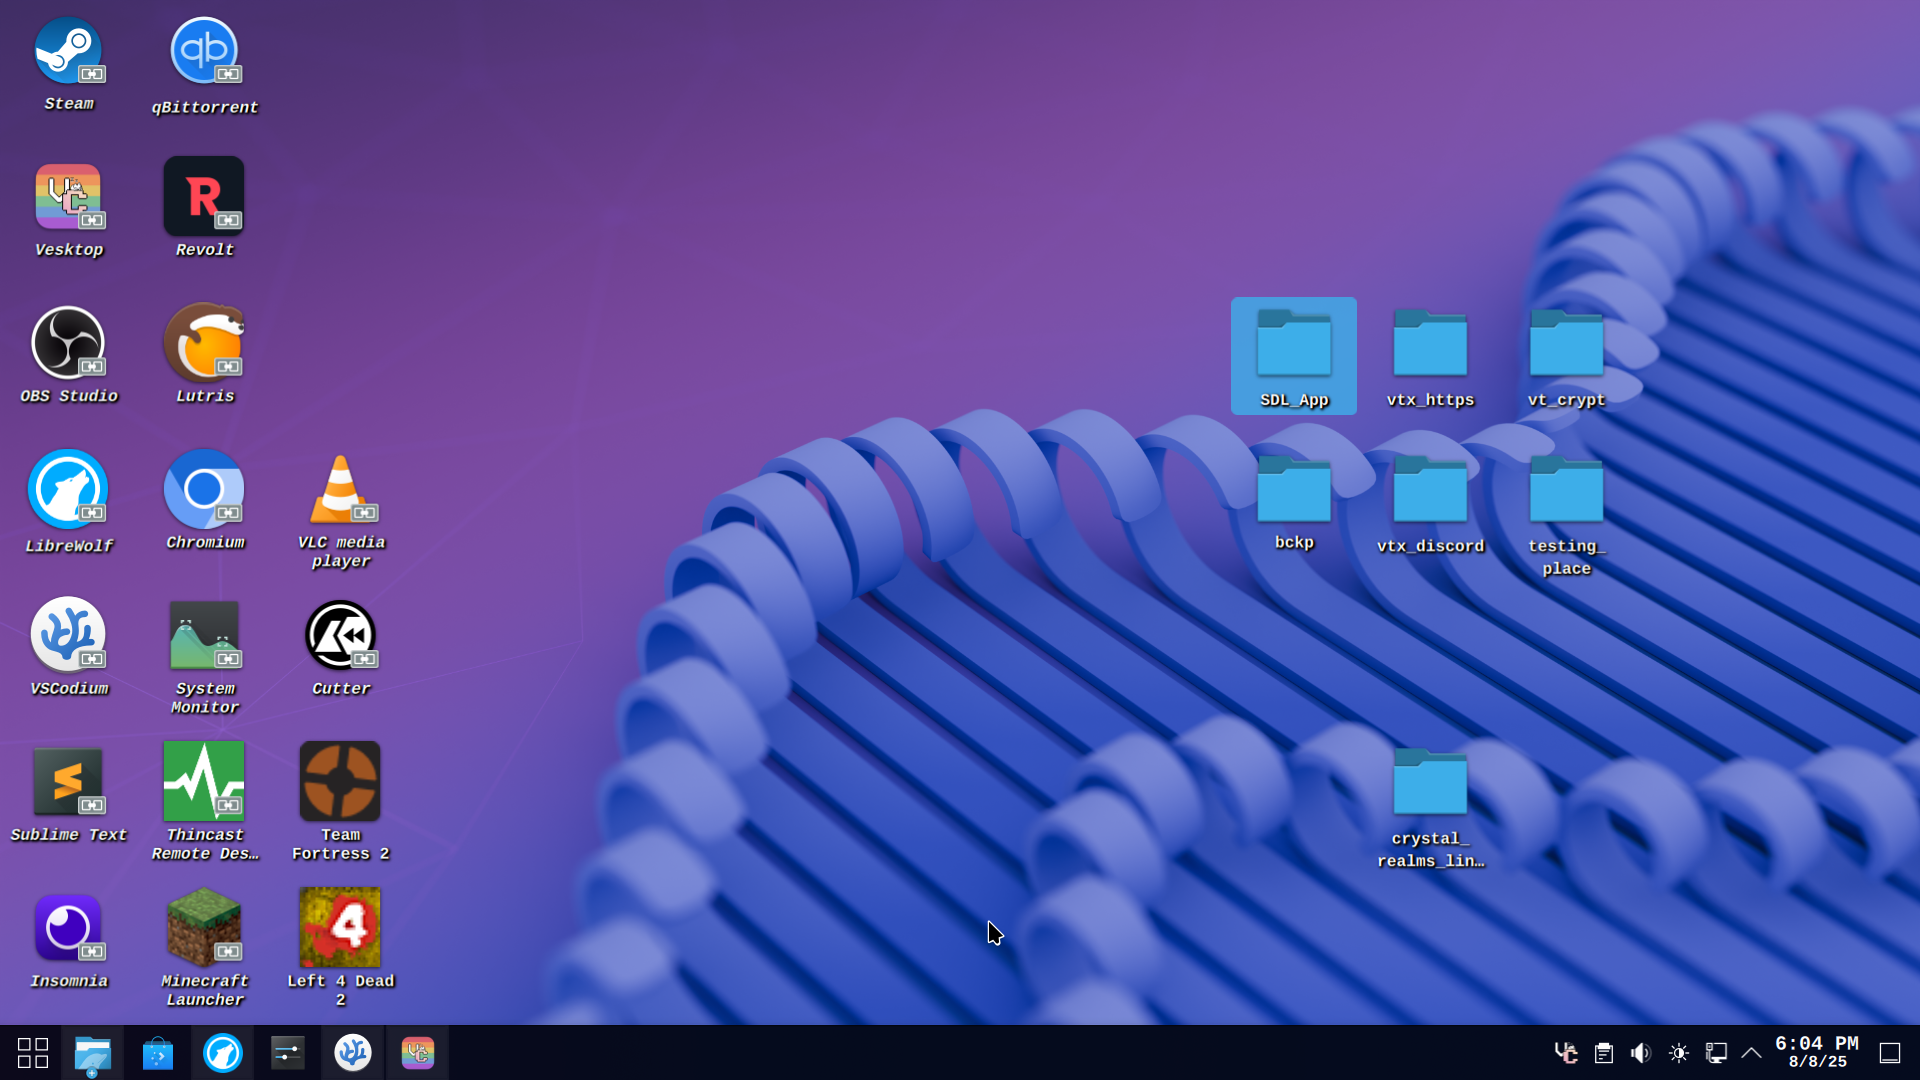 Steam
qBittorrent
Vesktop
Revolt
OBS Studio
Lutris
SDL_App
vtx_https
vt_crypt
LibreWolf
Chromium
VLC media
player
bckp
vtx_discord
testing_
place
VSCodium
System
Monitor
Cutter
Sublime Text
Thincast
Remote Des…
Team
Fortress 2
crystal_
realms_lin…
Insomnia
Minecraft
Launcher
Left 4 Dead
2
6:04 PM
8/8/25